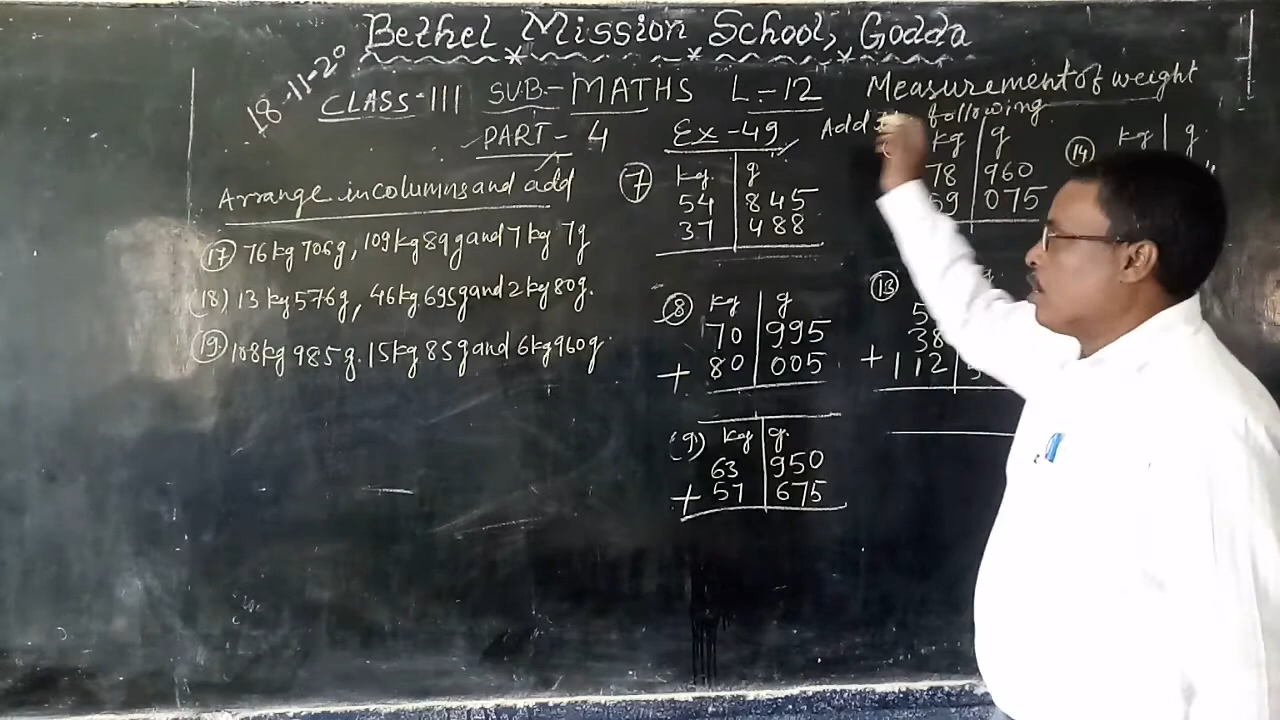 Bethel Mission School, Godda
18-11-20
CLASS-III SUB:- MATHS L-12 Measurement of weight
PART-4 Ex-49 Add following
Arrange in columns and add
(17) 76kg 706g, 109kg 89g and 7kg 7g
(18) 13 kg 576g, 46kg 695g and 2kg 80g.
(19) 108kg 985g. 15kg 85g and 6kg 960g.
(7) kg. g
54 845
37 488
(8) kg g
70 995
+ 80 005
(9) kg g.
63 950
+ 57 675
kg g
78 960
59 075
(13) g.
5
38
+ 112 5
(14) kg g.